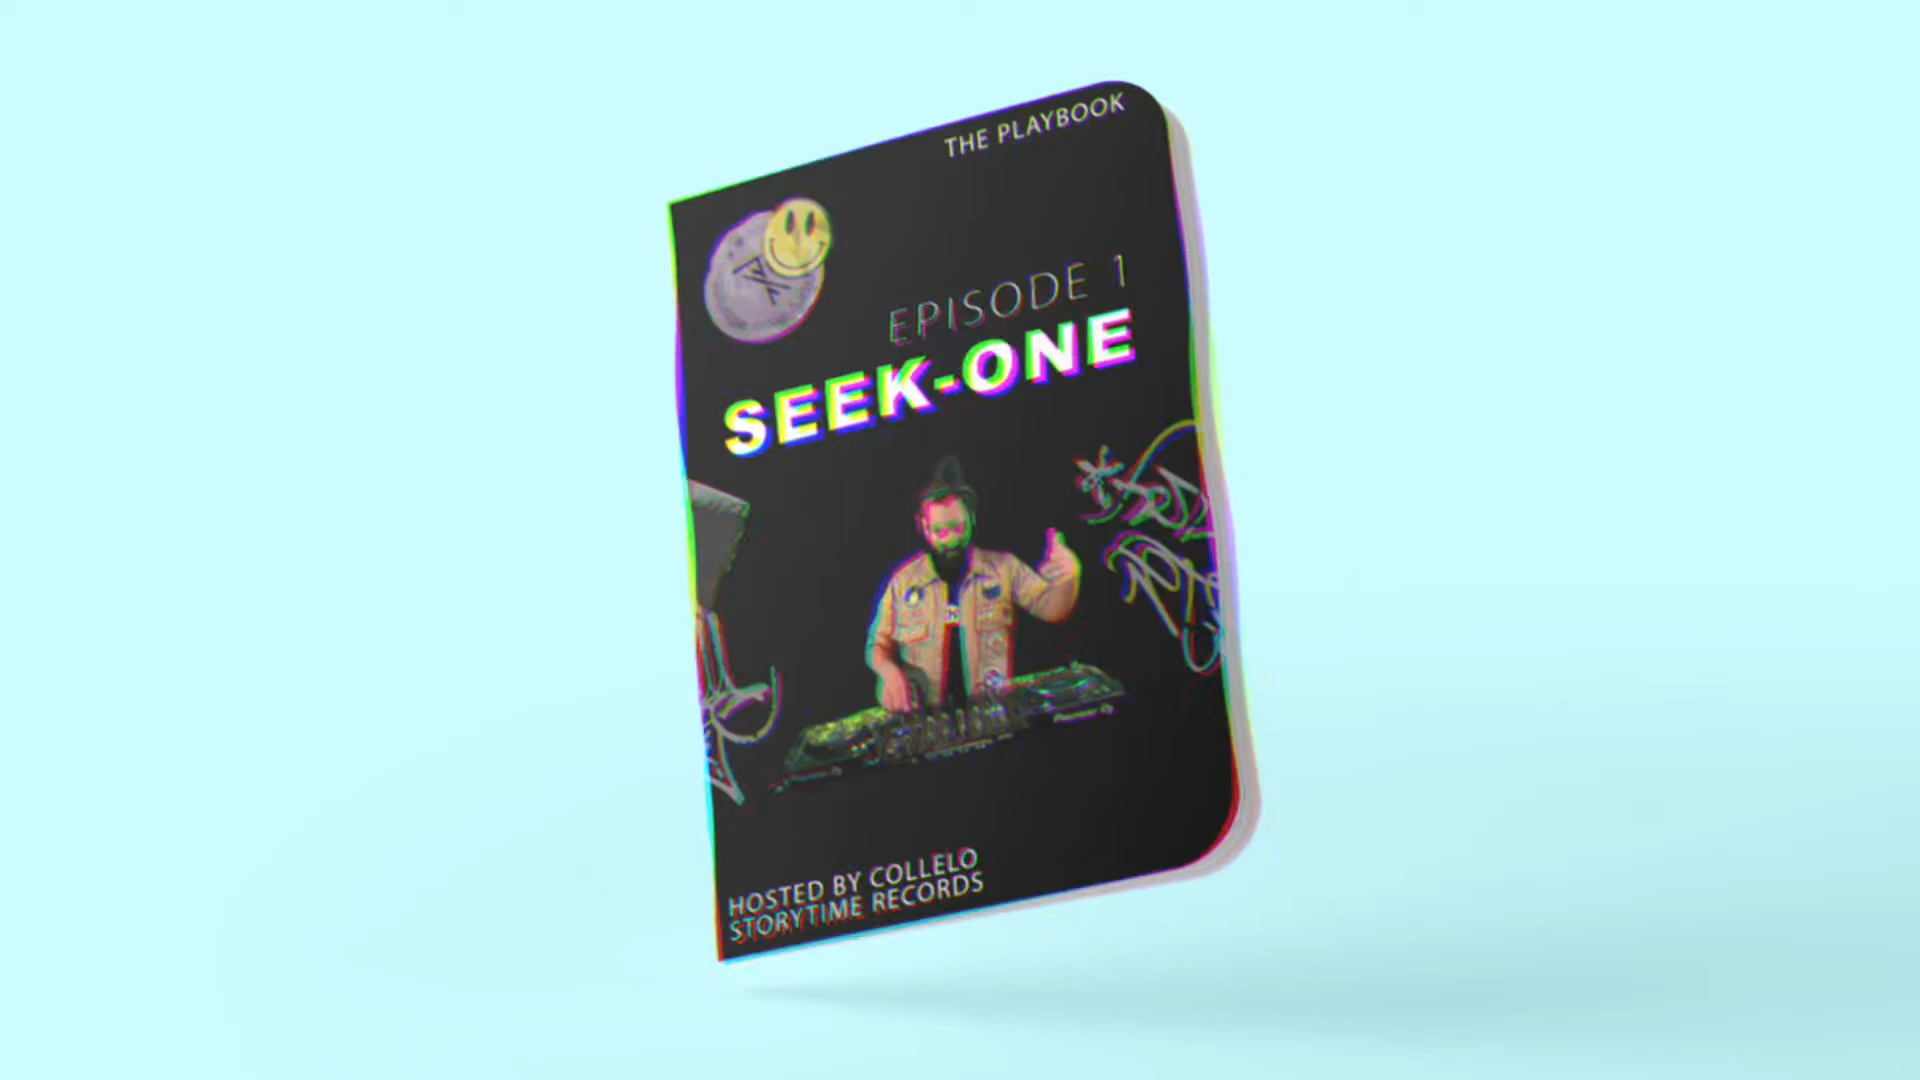 THE PLAYBOOK
EPISODE 1
SEEK-ONE
HOSTED BY COLLELO
STORYTIME RECORDS